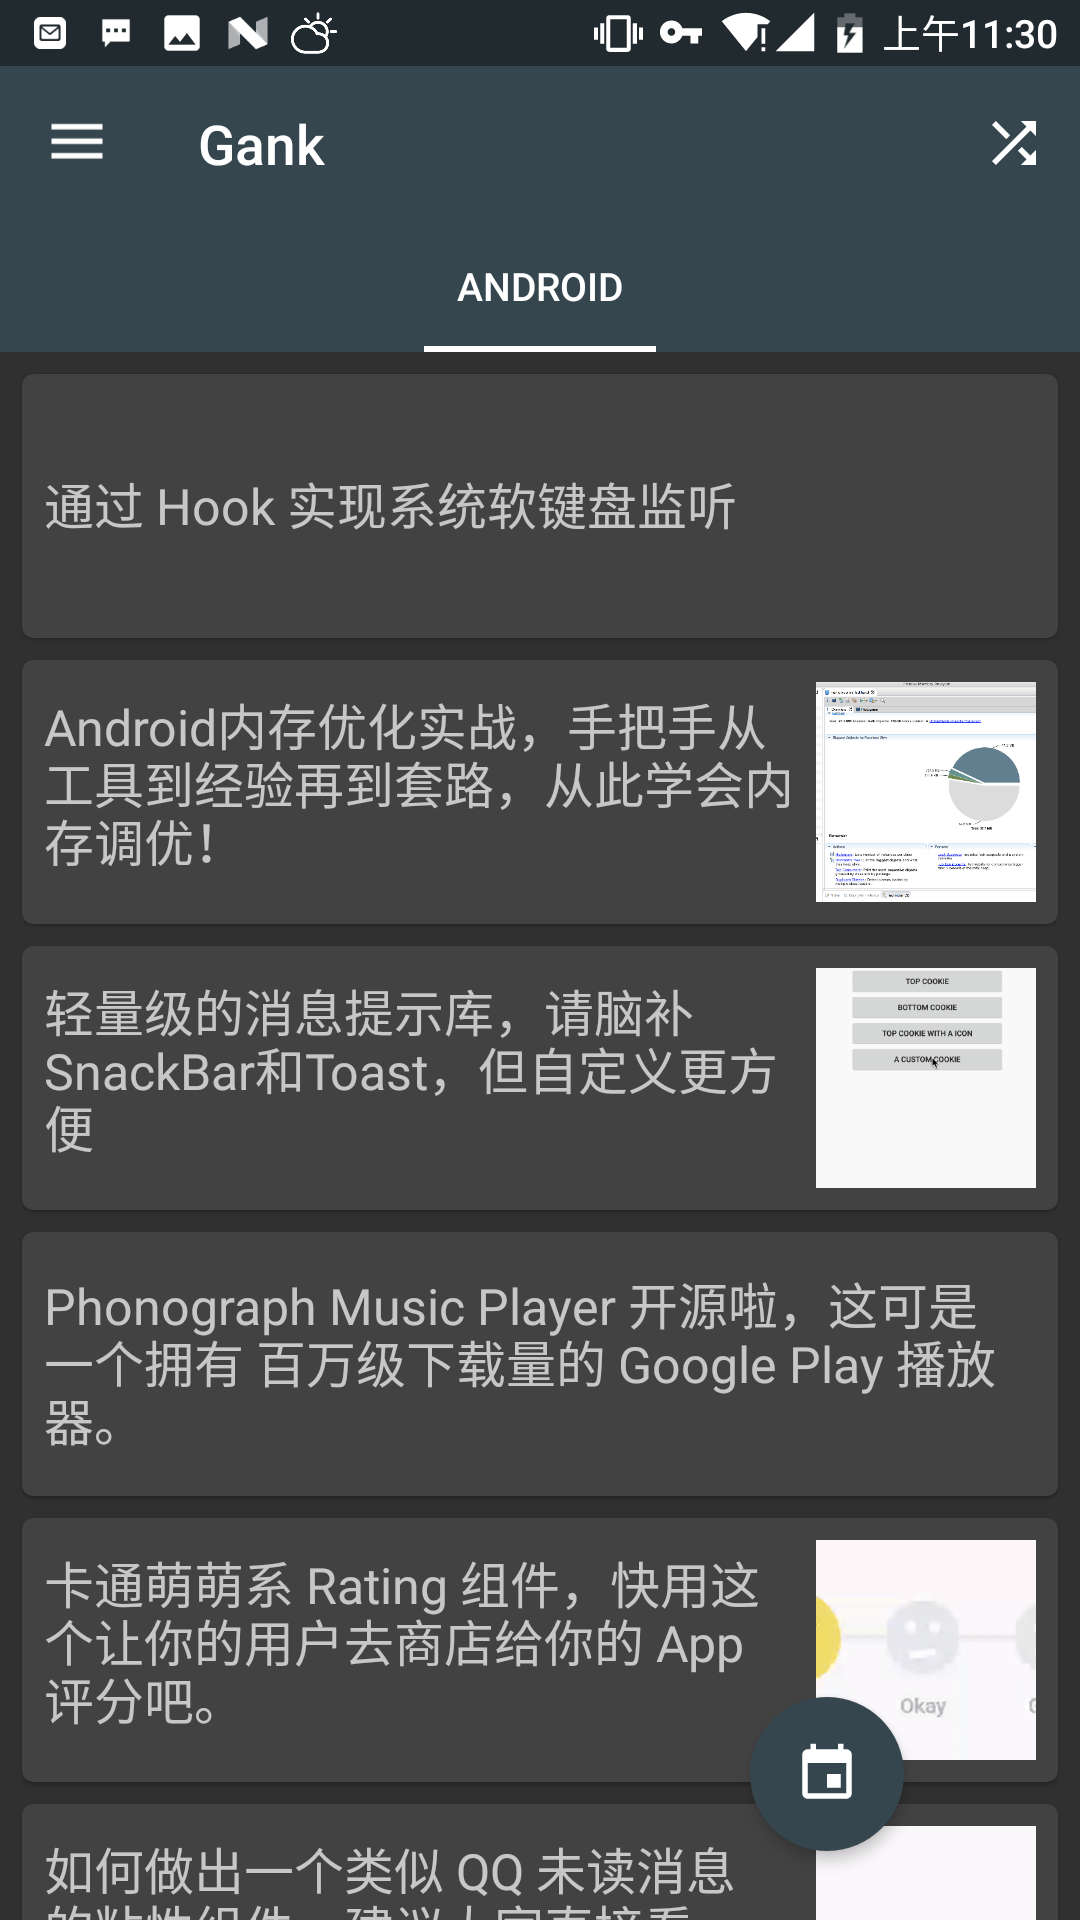 上午11:30
Gank
ANDROID
通过 Hook 实现系统软键盘监听
Android内存优化实战，手把手从
工具到经验再到套路，从此学会内
存调优！
轻量级的消息提示库，请脑补
SnackBar和Toast，但自定义更方
便
TOP COOKIE
BOTTOM COOKIE
TOP COOKIE WITH A ICON
A CUSTOM COOKIE
Phonograph Music Player 开源啦，这可是
一个拥有 百万级下载量的 Google Play 播放
器。
卡通萌萌系 Rating 组件，快用这
个让你的用户去商店给你的 App
评分吧。
Okay
如何做出一个类似 QQ 未读消息